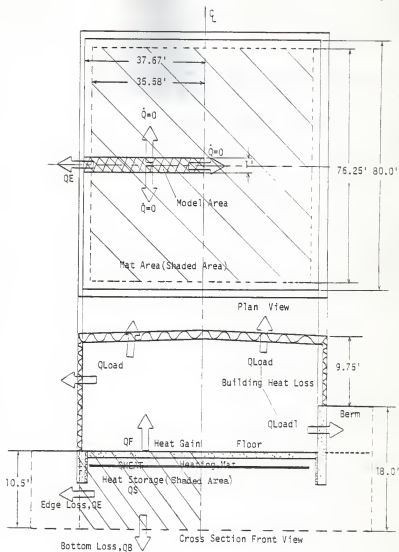 ℄
37.67'
35.58'
Q̇=0
Q̇=0
1'
QE
Q̇=0
Model Area
76.25'
80.0'
Mat Area(Shaded Area)
Plan View
QLoad
QLoad
Building Heat Loss
9.75'
QLoad1
Berm
QF
Heat Gain
Floor
QHEAT
Heating Mat
Heat Storage(Shaded Area)
QS
10.5'
18.0'
Edge Loss,QE
Cross Section Front View
Bottom Loss,QB